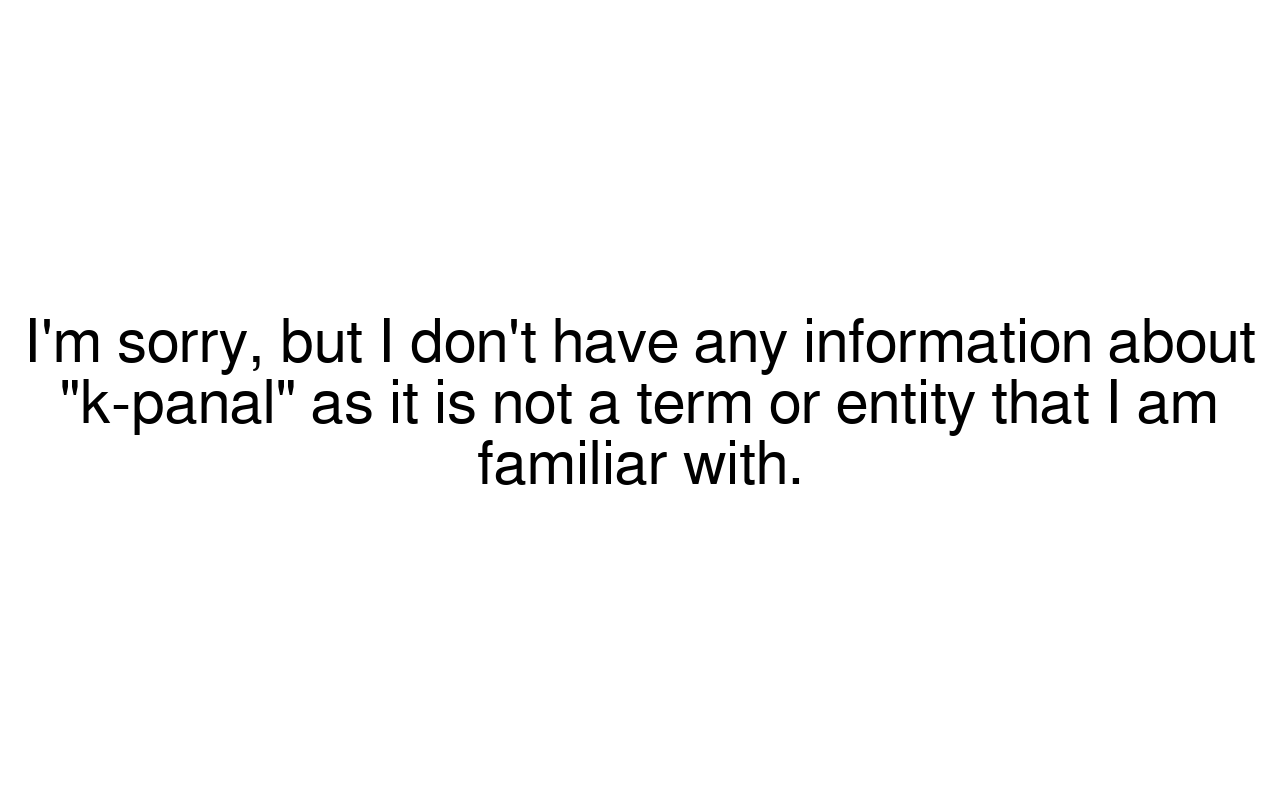 I'm sorry, but I don't have any information about
"k-panal" as it is not a term or entity that I am
familiar with.